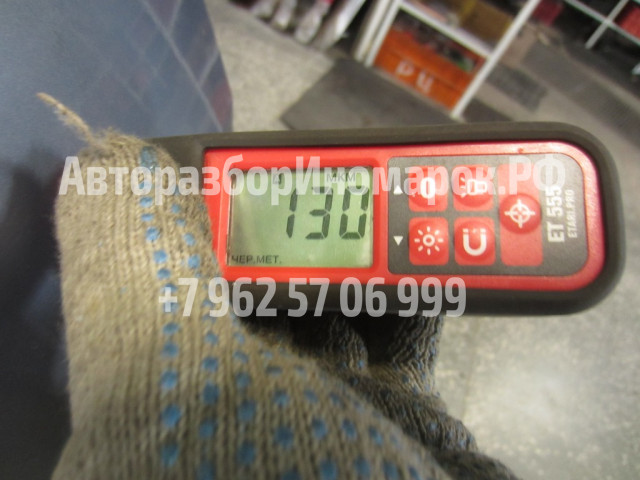 АвторазборИномарок.РФ
МКМ
130
ЧЕР.МЕТ.
ET 555
ETARI.PRO
+7 962 57 06 999